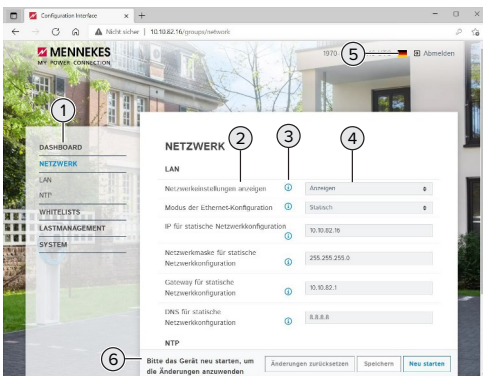 Configuration Interface
Nicht sicher | 10.10.82.16/groups/network
MENNEKES
MY POWER CONNECTION
1970
5
Abmelden
1
DASHBOARD
NETZWERK
LAN
NTP
WHITELISTS
LASTMANAGEMENT
SYSTEM
NETZWERK
2
3
4
LAN
Netzwerkeinstellungen anzeigen
Anzeigen
Modus der Ethernet-Konfiguration
Statisch
IP für statische Netzwerkkonfiguration
10.10.82.16
Netzwerkmaske für statische
Netzwerkkonfiguration
255.255.255.0
Gateway für statische
Netzwerkkonfiguration
10.10.82.1
DNS für statische
Netzwerkkonfiguration
8.8.8.8
NTP
6
Bitte das Gerät neu starten, um
die Änderungen anzuwenden
Änderungen zurücksetzen
Speichern
Neu starten